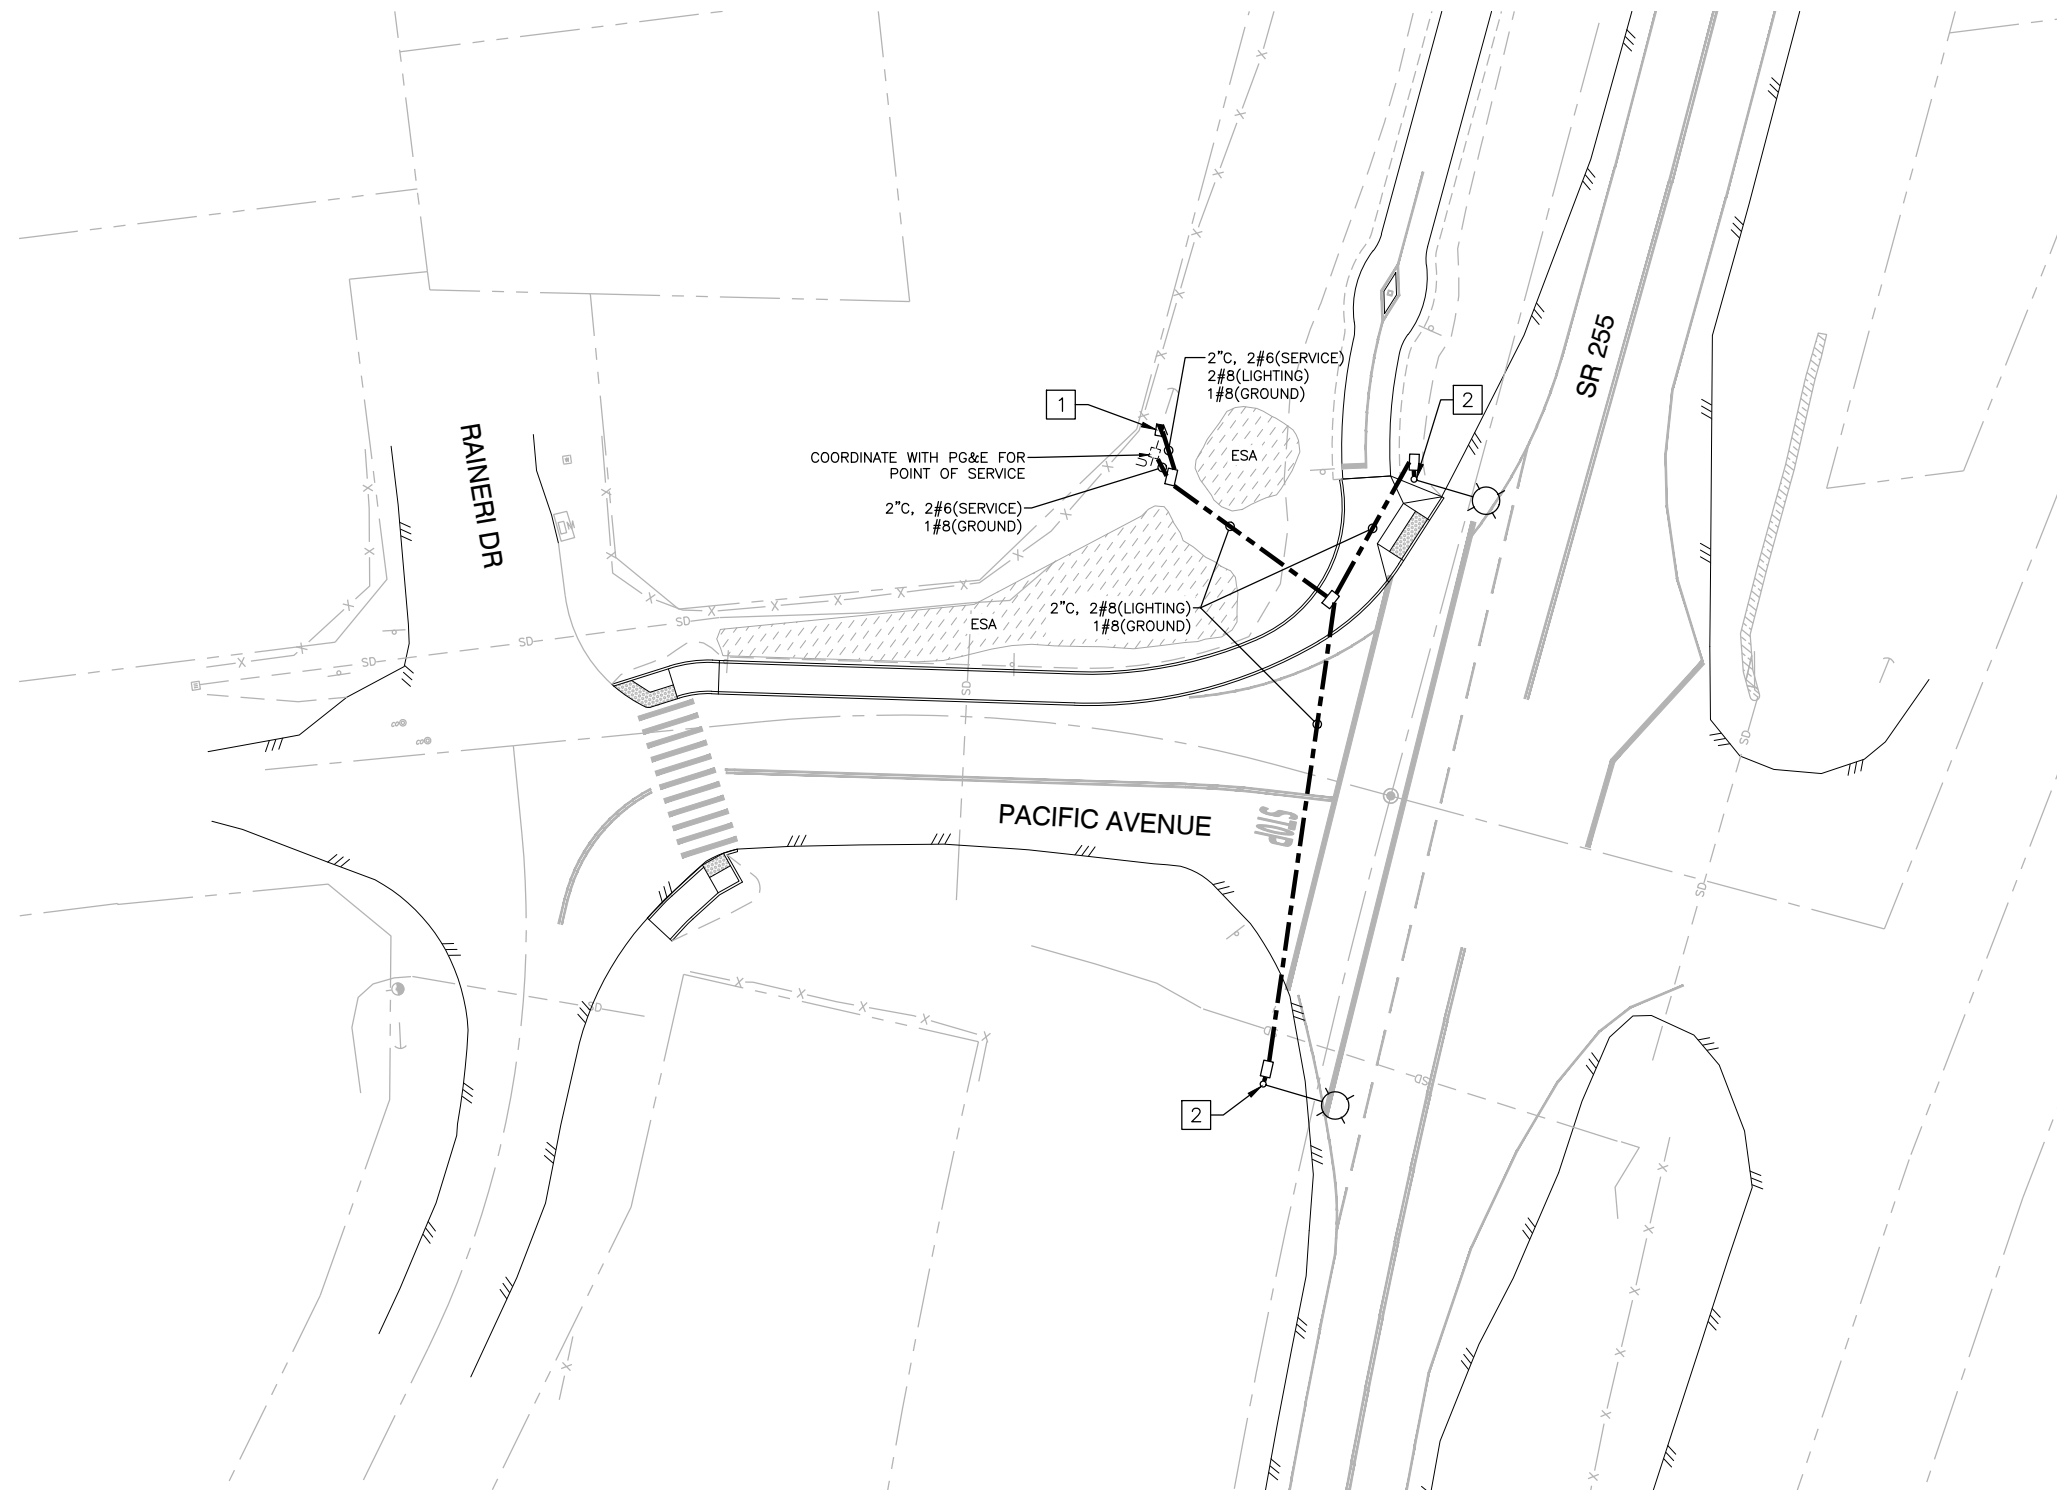 2"C, 2#6(SERVICE)
2#8(LIGHTING)
1#8(GROUND)
1
2
SR 255
RAINERI DR
COORDINATE WITH PG&E FOR
POINT OF SERVICE
ESA
2"C, 2#6(SERVICE)
1#8(GROUND)
2"C, 2#8(LIGHTING)
1#8(GROUND)
ESA
SD
SD
SD
SD
SD
PACIFIC AVENUE
STOP
SD
SD
SD
2